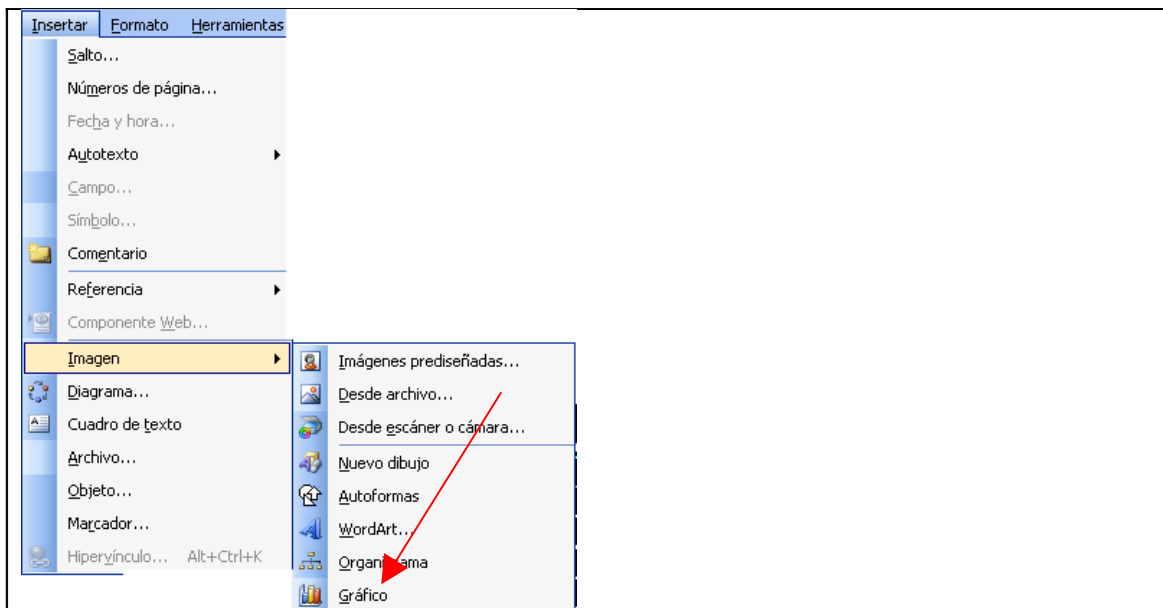 Insertar Formato Herramientas
Salto...
Números de página...
Fecha y hora...
Autotexto
Campo...
Símbolo...
Comentario
Referencia
Componente Web...
Imagen
Diagrama...
Cuadro de texto
Archivo...
Objeto...
Marcador...
Hipervínculo... Alt+Ctrl+K
Imágenes prediseñadas...
Desde archivo...
Desde escáner o cámara...
Nuevo dibujo
Autoformas
WordArt...
Organigrama
Gráfico